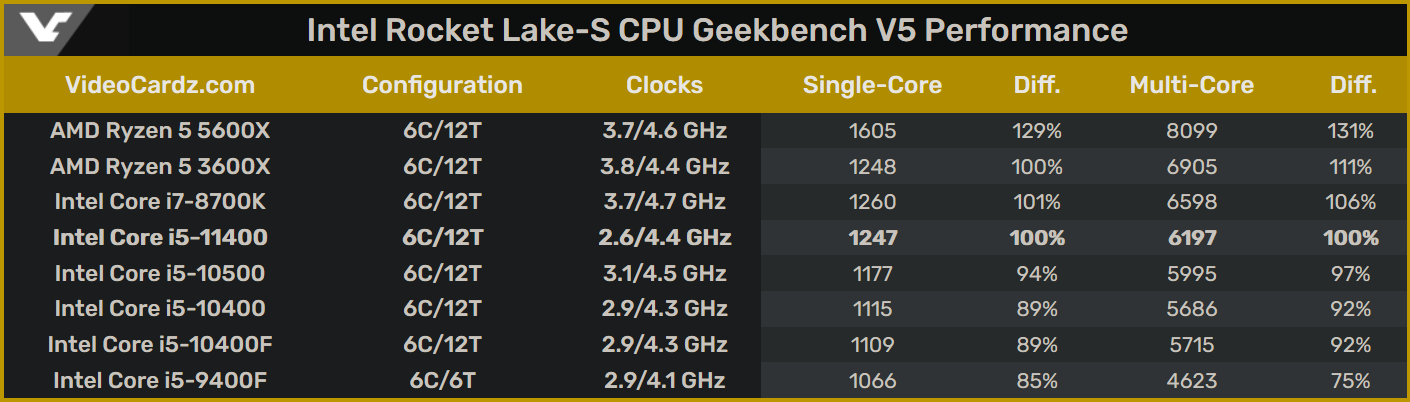 Intel Rocket Lake-S CPU Geekbench V5 Performance
VideoCardz.com Configuration Clocks Single-Core Diff. Multi-Core Diff.
AMD Ryzen 5 5600X 6C/12T 3.7/4.6 GHz 1605 129% 8099 131%
AMD Ryzen 5 3600X 6C/12T 3.8/4.4 GHz 1248 100% 6905 111%
Intel Core i7-8700K 6C/12T 3.7/4.7 GHz 1260 101% 6598 106%
Intel Core i5-11400 6C/12T 2.6/4.4 GHz 1247 100% 6197 100%
Intel Core i5-10500 6C/12T 3.1/4.5 GHz 1177 94% 5995 97%
Intel Core i5-10400 6C/12T 2.9/4.3 GHz 1115 89% 5686 92%
Intel Core i5-10400F 6C/12T 2.9/4.3 GHz 1109 89% 5715 92%
Intel Core i5-9400F 6C/6T 2.9/4.1 GHz 1066 85% 4623 75%